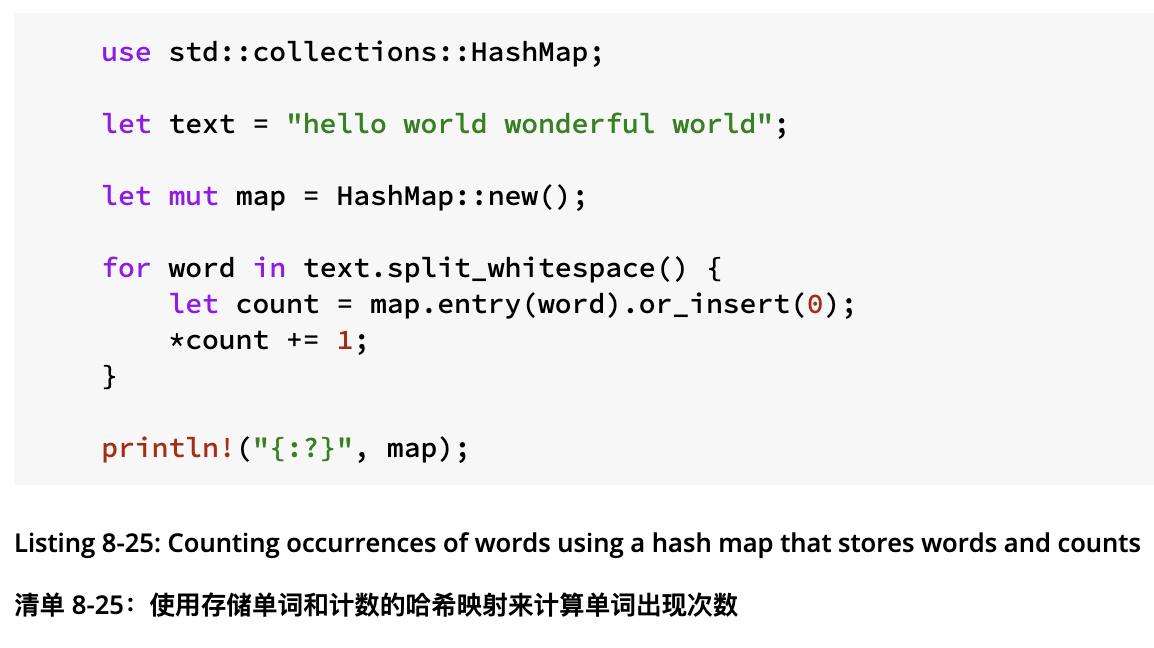 use std::collections::HashMap;
let text = "hello world wonderful world";
let mut map = HashMap::new();
for word in text.split_whitespace() {
    let count = map.entry(word).or_insert(0);
    *count += 1;
}
println!("{:?}", map);
Listing 8-25: Counting occurrences of words using a hash map that stores words and counts
清单 8-25：使用存储单词和计数的哈希映射来计算单词出现次数